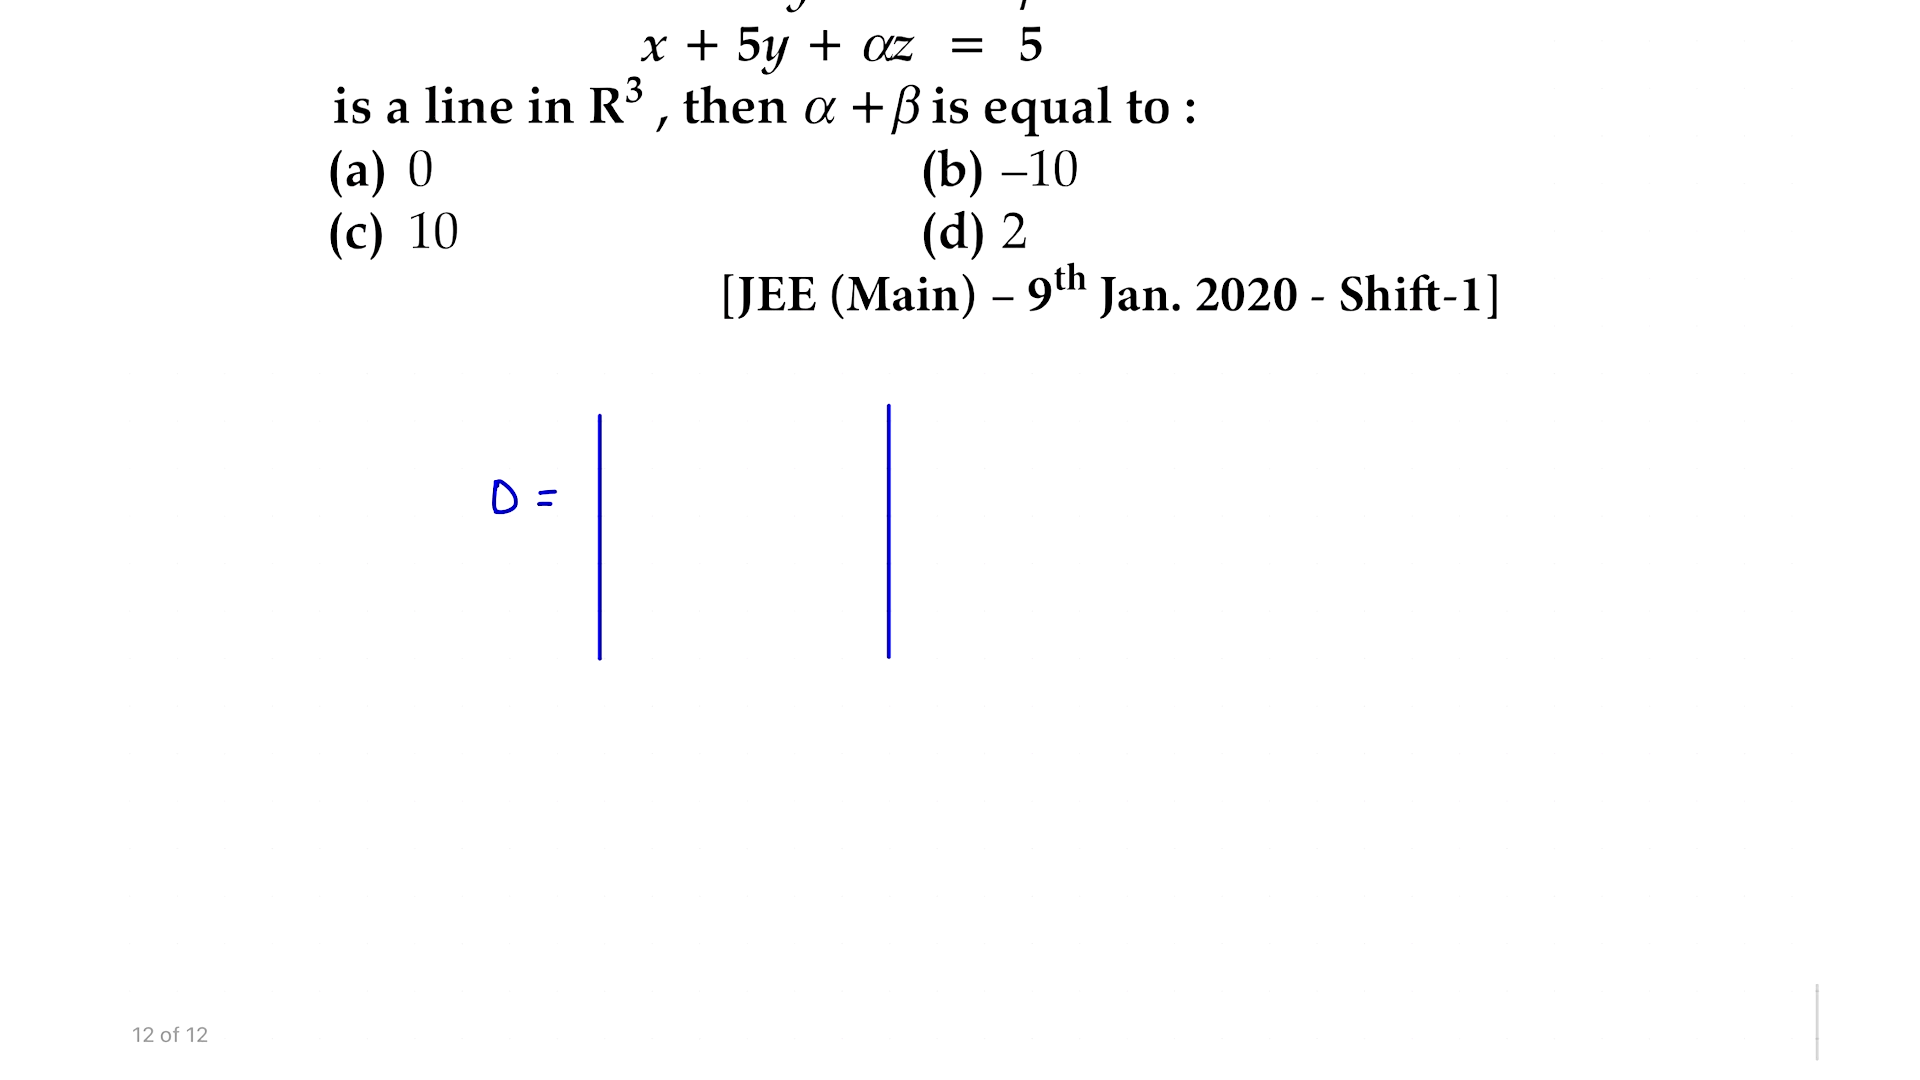 x + 5y + αz = 5
is a line in R³ , then α + β is equal to :
(a) 0 (b) –10
(c) 10 (d) 2
[JEE (Main) – 9th Jan. 2020 - Shift-1]
D =
12 of 12